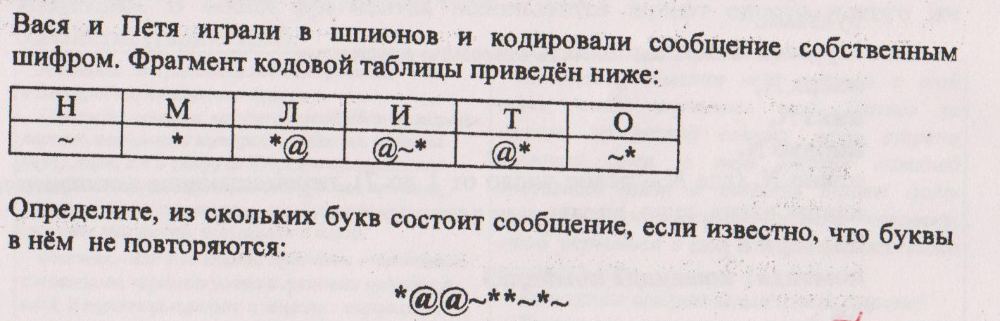 Вася и Петя играли в шпионов и кодировали сообщение собственным
шифром. Фрагмент кодовой таблицы приведён ниже:
Н М Л И Т О
~ * *@ @~* @* ~*
Определите, из скольких букв состоит сообщение, если известно, что буквы
в нём не повторяются:
*@@~**~*~